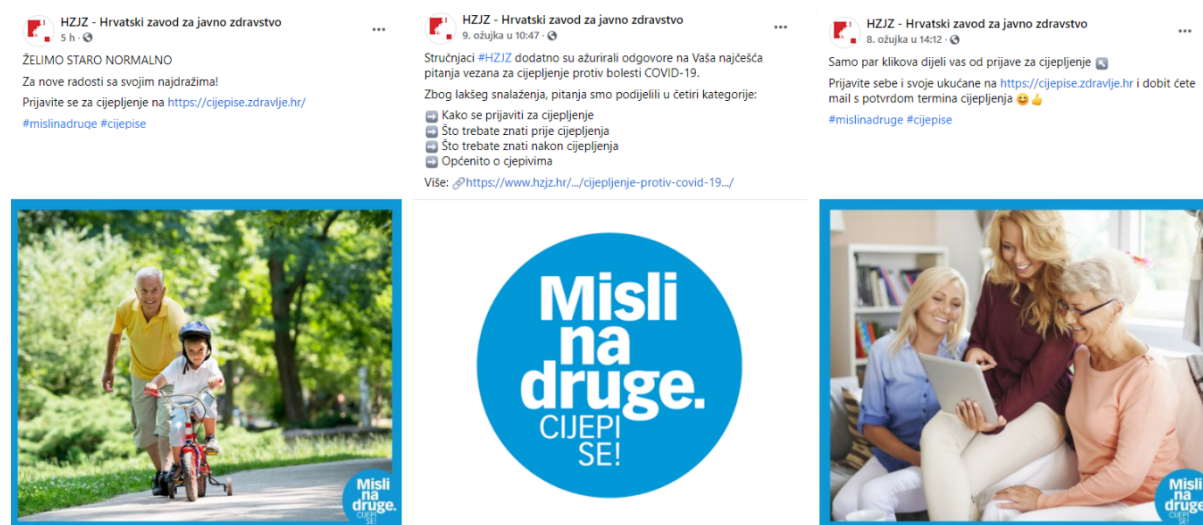 HZJZ - Hrvatski zavod za javno zdravstvo
5 h ·
ŽELIMO STARO NORMALNO
Za nove radosti sa svojim najdražima!
Prijavite se za cijepljenje na https://cijepise.zdravlje.hr/
#mislinadruge #cijepise
Misli
na
druge.
CIJEPI
SE!
HZJZ - Hrvatski zavod za javno zdravstvo
9. ožujka u 10:47 ·
Stručnjaci #HZJZ dodatno su ažurirali odgovore na Vaša najčešća
pitanja vezana za cijepljenje protiv bolesti COVID-19.
Zbog lakšeg snalaženja, pitanja smo podijelili u četiri kategorije:
➡ Kako se prijaviti za cijepljenje
➡ Što trebate znati prije cijepljenja
➡ Što trebate znati nakon cijepljenja
➡ Općenito o cjepivima
Više: 🔗https://www.hzjz.hr/.../cijepljenje-protiv-covid-19.../
Misli
na
druge.
CIJEPI
SE!
HZJZ - Hrvatski zavod za javno zdravstvo
8. ožujka u 14:12 ·
Samo par klikova dijeli vas od prijave za cijepljenje ↖
Prijavite sebe i svoje ukućane na https://cijepise.zdravlje.hr i dobit ćete
mail s potvrdom termina cijepljenja 😄👍
#mislinadruge #cijepise
Misli
na
druge.
CIJEPI
SE!